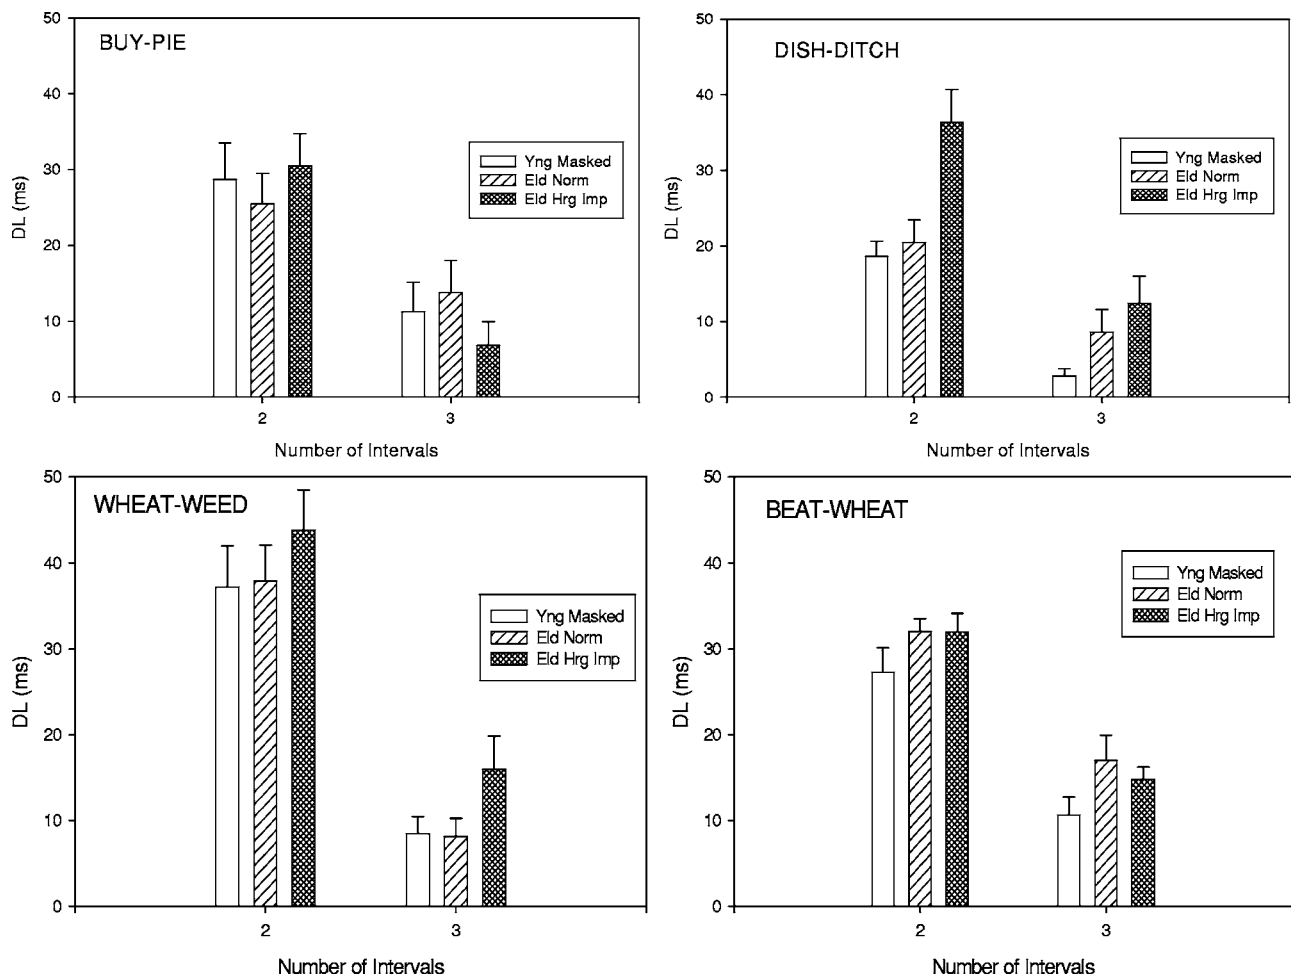 BUY-PIE
50
40
30
20
10
0
DL (ms)
Yng Masked
Eld Norm
Eld Hrg Imp
2
3
Number of Intervals
DISH-DITCH
50
40
30
20
10
0
DL (ms)
Yng Masked
Eld Norm
Eld Hrg Imp
2
3
Number of Intervals
WHEAT-WEED
50
40
30
20
10
0
DL (ms)
Yng Masked
Eld Norm
Eld Hrg Imp
2
3
Number of Intervals
BEAT-WHEAT
50
40
30
20
10
0
DL (ms)
Yng Masked
Eld Norm
Eld Hrg Imp
2
3
Number of Intervals